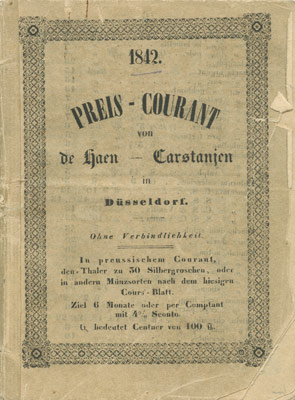 1842.
PREIS - COURANT
von
de Haen — Carstanjen
in
Düsseldorf.
Ohne Verbindlichkeit
In preussischem Courant,
den Thaler zu 30 Silbergroschen, oder
in andern Münzsorten nach dem hiesigen
Cours-Blatt.
Ziel 6 Monate oder per Comptant
mit 4% Sconto.
C. bedeutet Centner von 100 ℔.